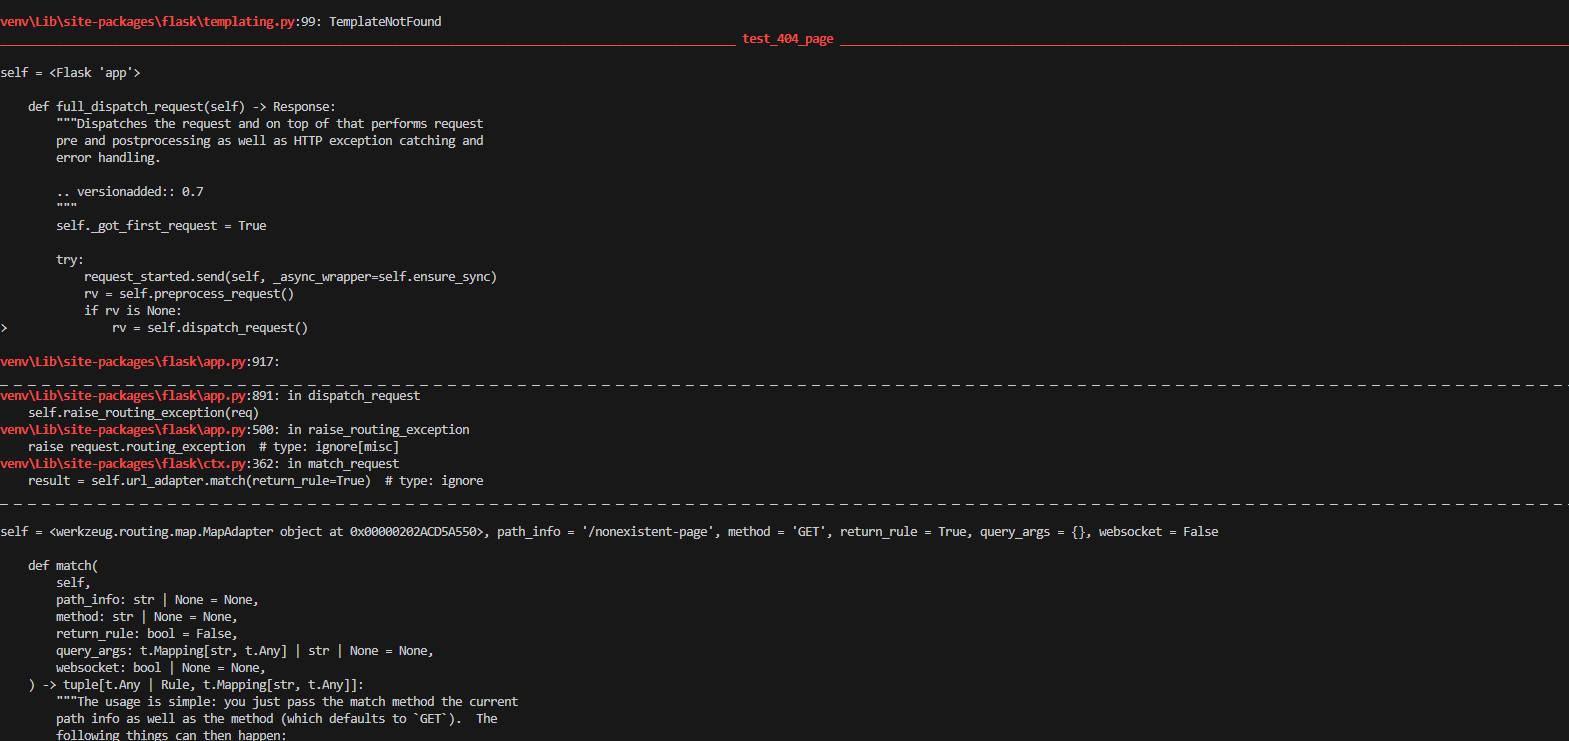 venv\Lib\site-packages\flask\templating.py:99: TemplateNotFound
test_404_page
self = <Flask 'app'>
    def full_dispatch_request(self) -> Response:
        """Dispatches the request and on top of that performs request
        pre and postprocessing as well as HTTP exception catching and
        error handling.
        .. versionadded:: 0.7
        """
        self._got_first_request = True
        try:
            request_started.send(self, _async_wrapper=self.ensure_sync)
            rv = self.preprocess_request()
            if rv is None:
>               rv = self.dispatch_request()
venv\Lib\site-packages\flask\app.py:917:
_ _ _ _ _ _ _ _ _ _ _ _ _ _ _ _ _ _ _ _ _ _ _ _ _ _ _ _ _ _ _ _ _ _ _ _ _ _ _ _
venv\Lib\site-packages\flask\app.py:891: in dispatch_request
    self.raise_routing_exception(req)
venv\Lib\site-packages\flask\app.py:500: in raise_routing_exception
    raise request.routing_exception  # type: ignore[misc]
venv\Lib\site-packages\flask\ctx.py:362: in match_request
    result = self.url_adapter.match(return_rule=True)  # type: ignore
_ _ _ _ _ _ _ _ _ _ _ _ _ _ _ _ _ _ _ _ _ _ _ _ _ _ _ _ _ _ _ _ _ _ _ _ _ _ _ _
self = <werkzeug.routing.map.MapAdapter object at 0x00000202ACD5A550>, path_info = '/nonexistent-page', method = 'GET', return_rule = True, query_args = {}, websocket = False
    def match(
        self,
        path_info: str | None = None,
        method: str | None = None,
        return_rule: bool = False,
        query_args: t.Mapping[str, t.Any] | str | None = None,
        websocket: bool | None = None,
    ) -> tuple[t.Any | Rule, t.Mapping[str, t.Any]]:
        """The usage is simple: you just pass the match method the current
        path info as well as the method (which defaults to `GET`).  The
        following things can then happen: